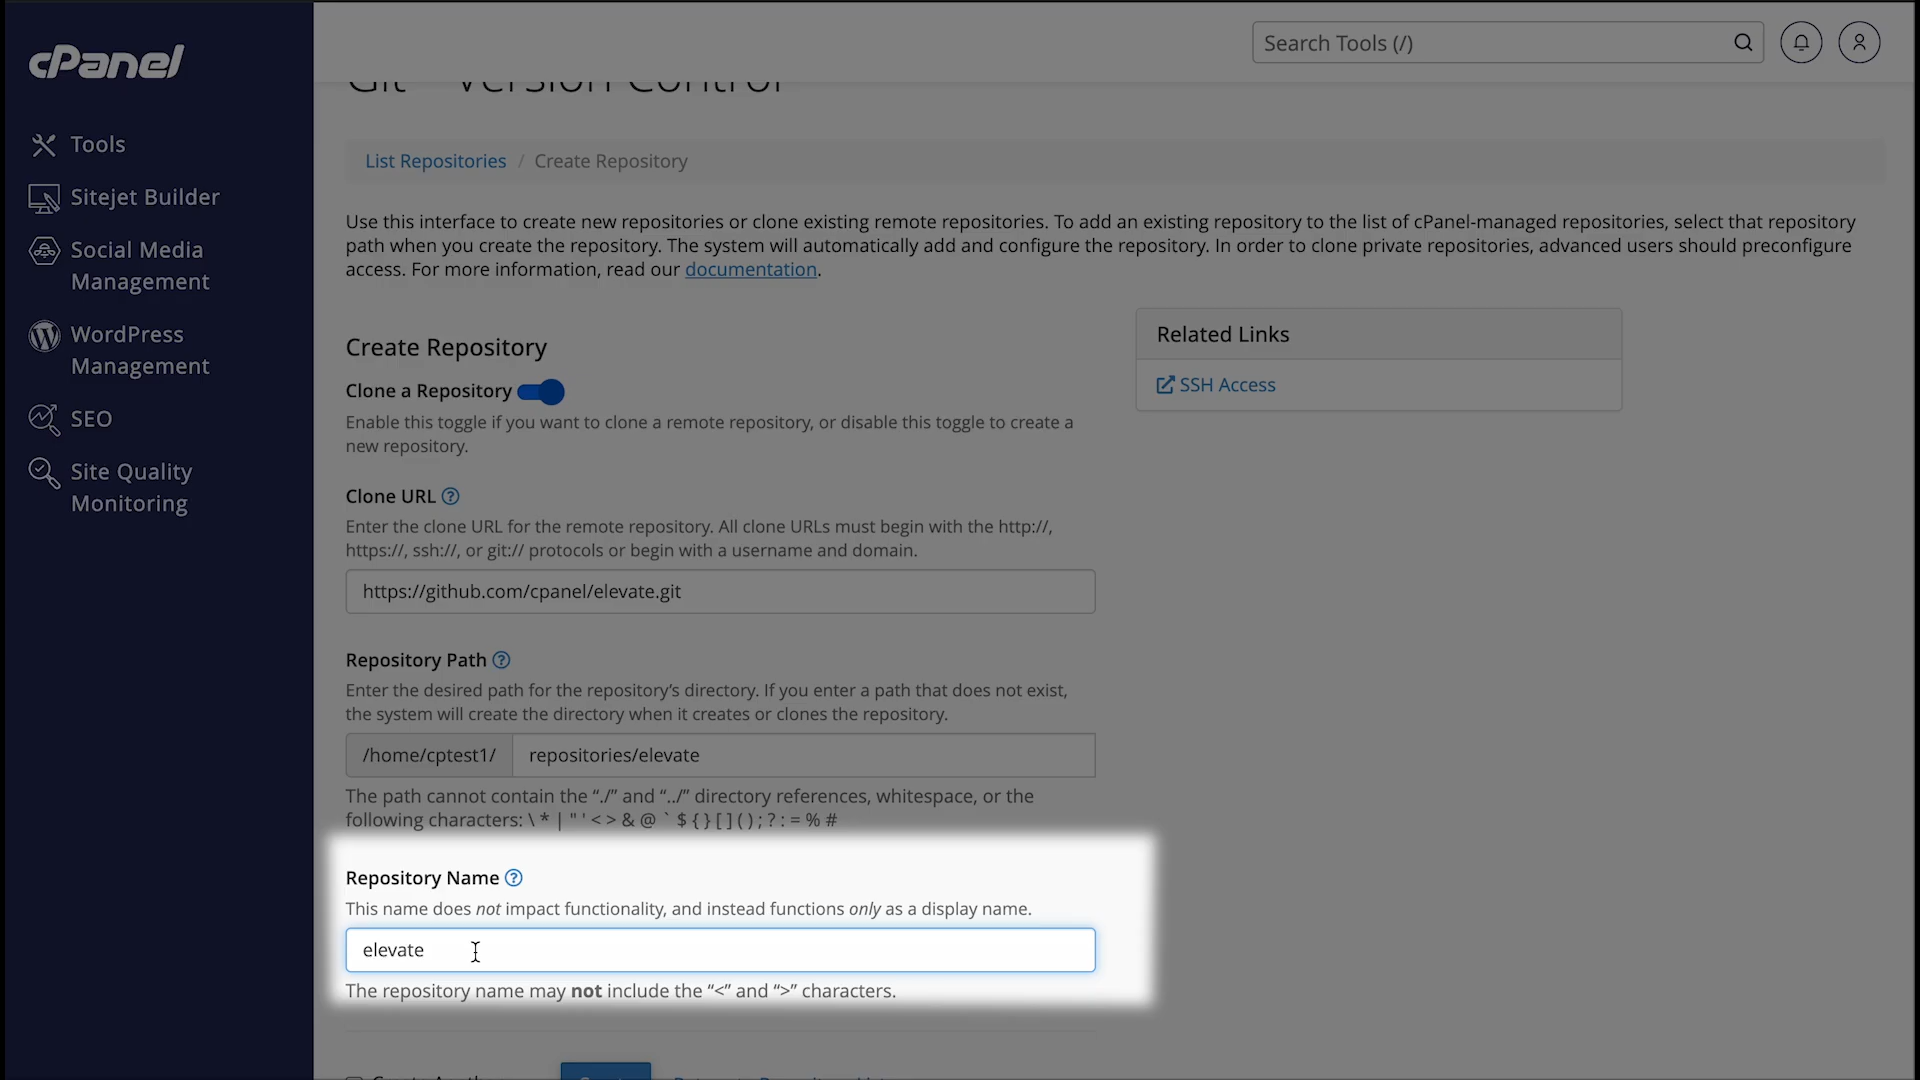 cPanel
Search Tools (/)
Git™ Version Control
Tools
Sitejet Builder
Social Media
Management
WordPress
Management
SEO
Site Quality
Monitoring
List Repositories / Create Repository
Use this interface to create new repositories or clone existing remote repositories. To add an existing repository to the list of cPanel-managed repositories, select that repository
path when you create the repository. The system will automatically add and configure the repository. In order to clone private repositories, advanced users should preconfigure
access. For more information, read our documentation.
Create Repository
Clone a Repository
Enable this toggle if you want to clone a remote repository, or disable this toggle to create a
new repository.
Related Links
SSH Access
Clone URL
Enter the clone URL for the remote repository. All clone URLs must begin with the http://,
https://, ssh://, or git:// protocols or begin with a username and domain.
https://github.com/cpanel/elevate.git
Repository Path
Enter the desired path for the repository’s directory. If you enter a path that does not exist,
the system will create the directory when it creates or clones the repository.
/home/cptest1/ repositories/elevate
The path cannot contain the “./” and “../” directory references, whitespace, or the
following characters: \ * | " ' < > & @ ` $ { } [ ] ( ) ; ? : = % #
Repository Name
This name does not impact functionality, and instead functions only as a display name.
elevate
The repository name may not include the “<” and “>” characters.